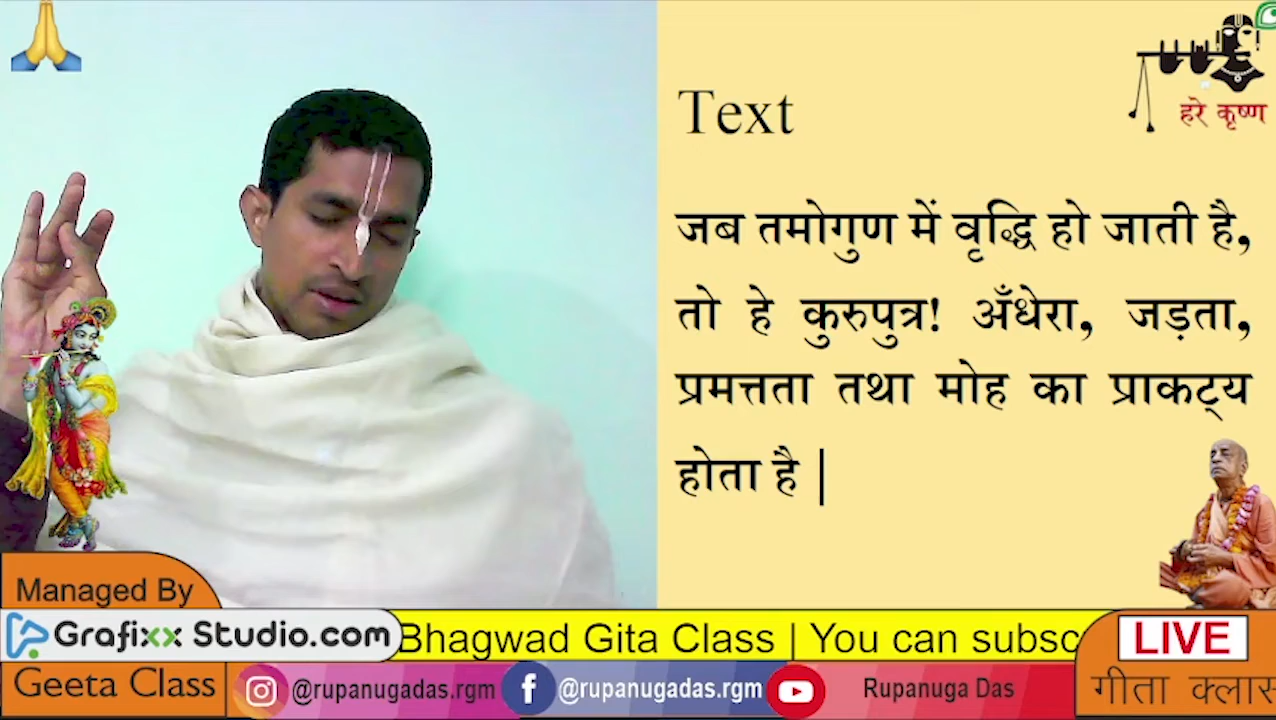 हरे कृष्ण
Text
जब तमोगुण में वृद्धि हो जाती है,
तो हे कुरुपुत्र! अँधेरा, जड़ता,
प्रमत्तता तथा मोह का प्राकट्य
होता है |
Managed By
Grafixx Studio.com
Bhagwad Gita Class | You can subsc
LIVE
Geeta Class
@rupanugadas.rgm
@rupanugadas.rgm
Rupanuga Das
गीता क्लास